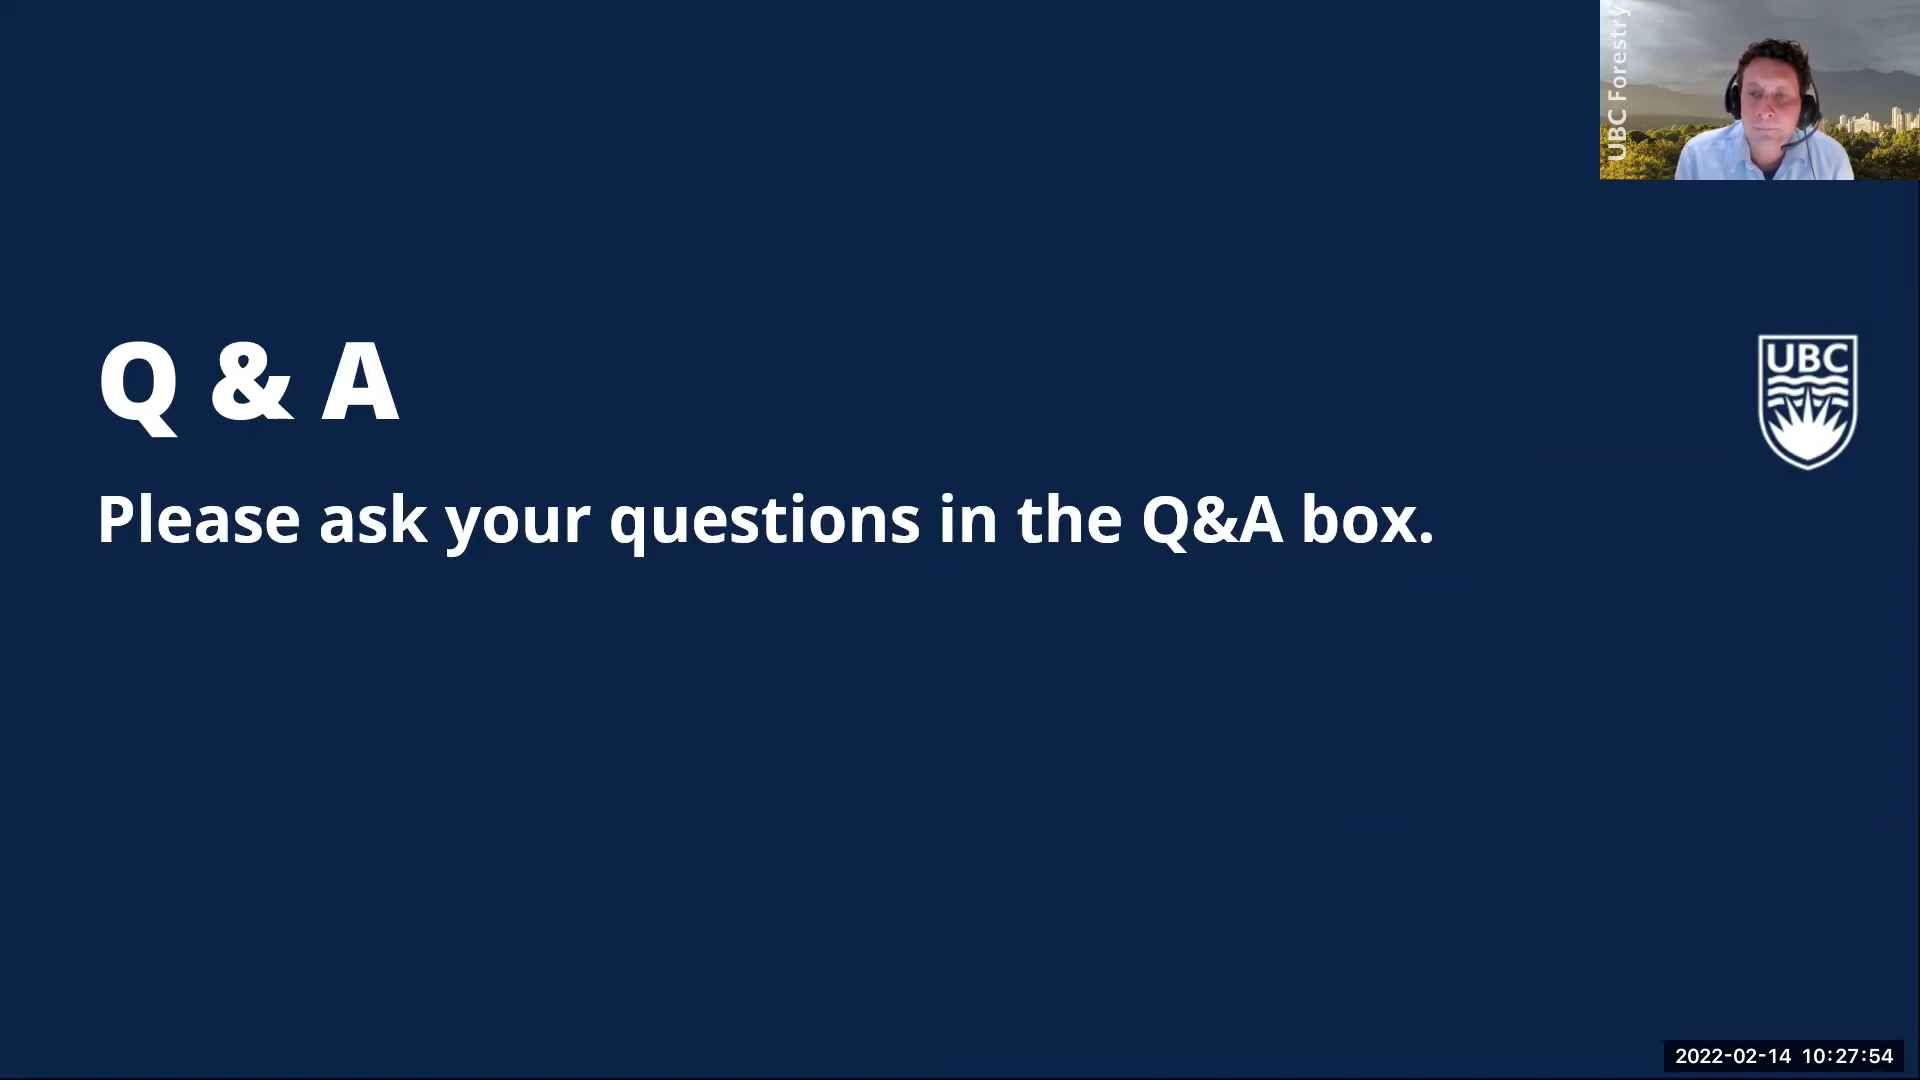 UBC Forestry
Q & A
UBC
Please ask your questions in the Q&A box.
2022-02-14 10:27:54